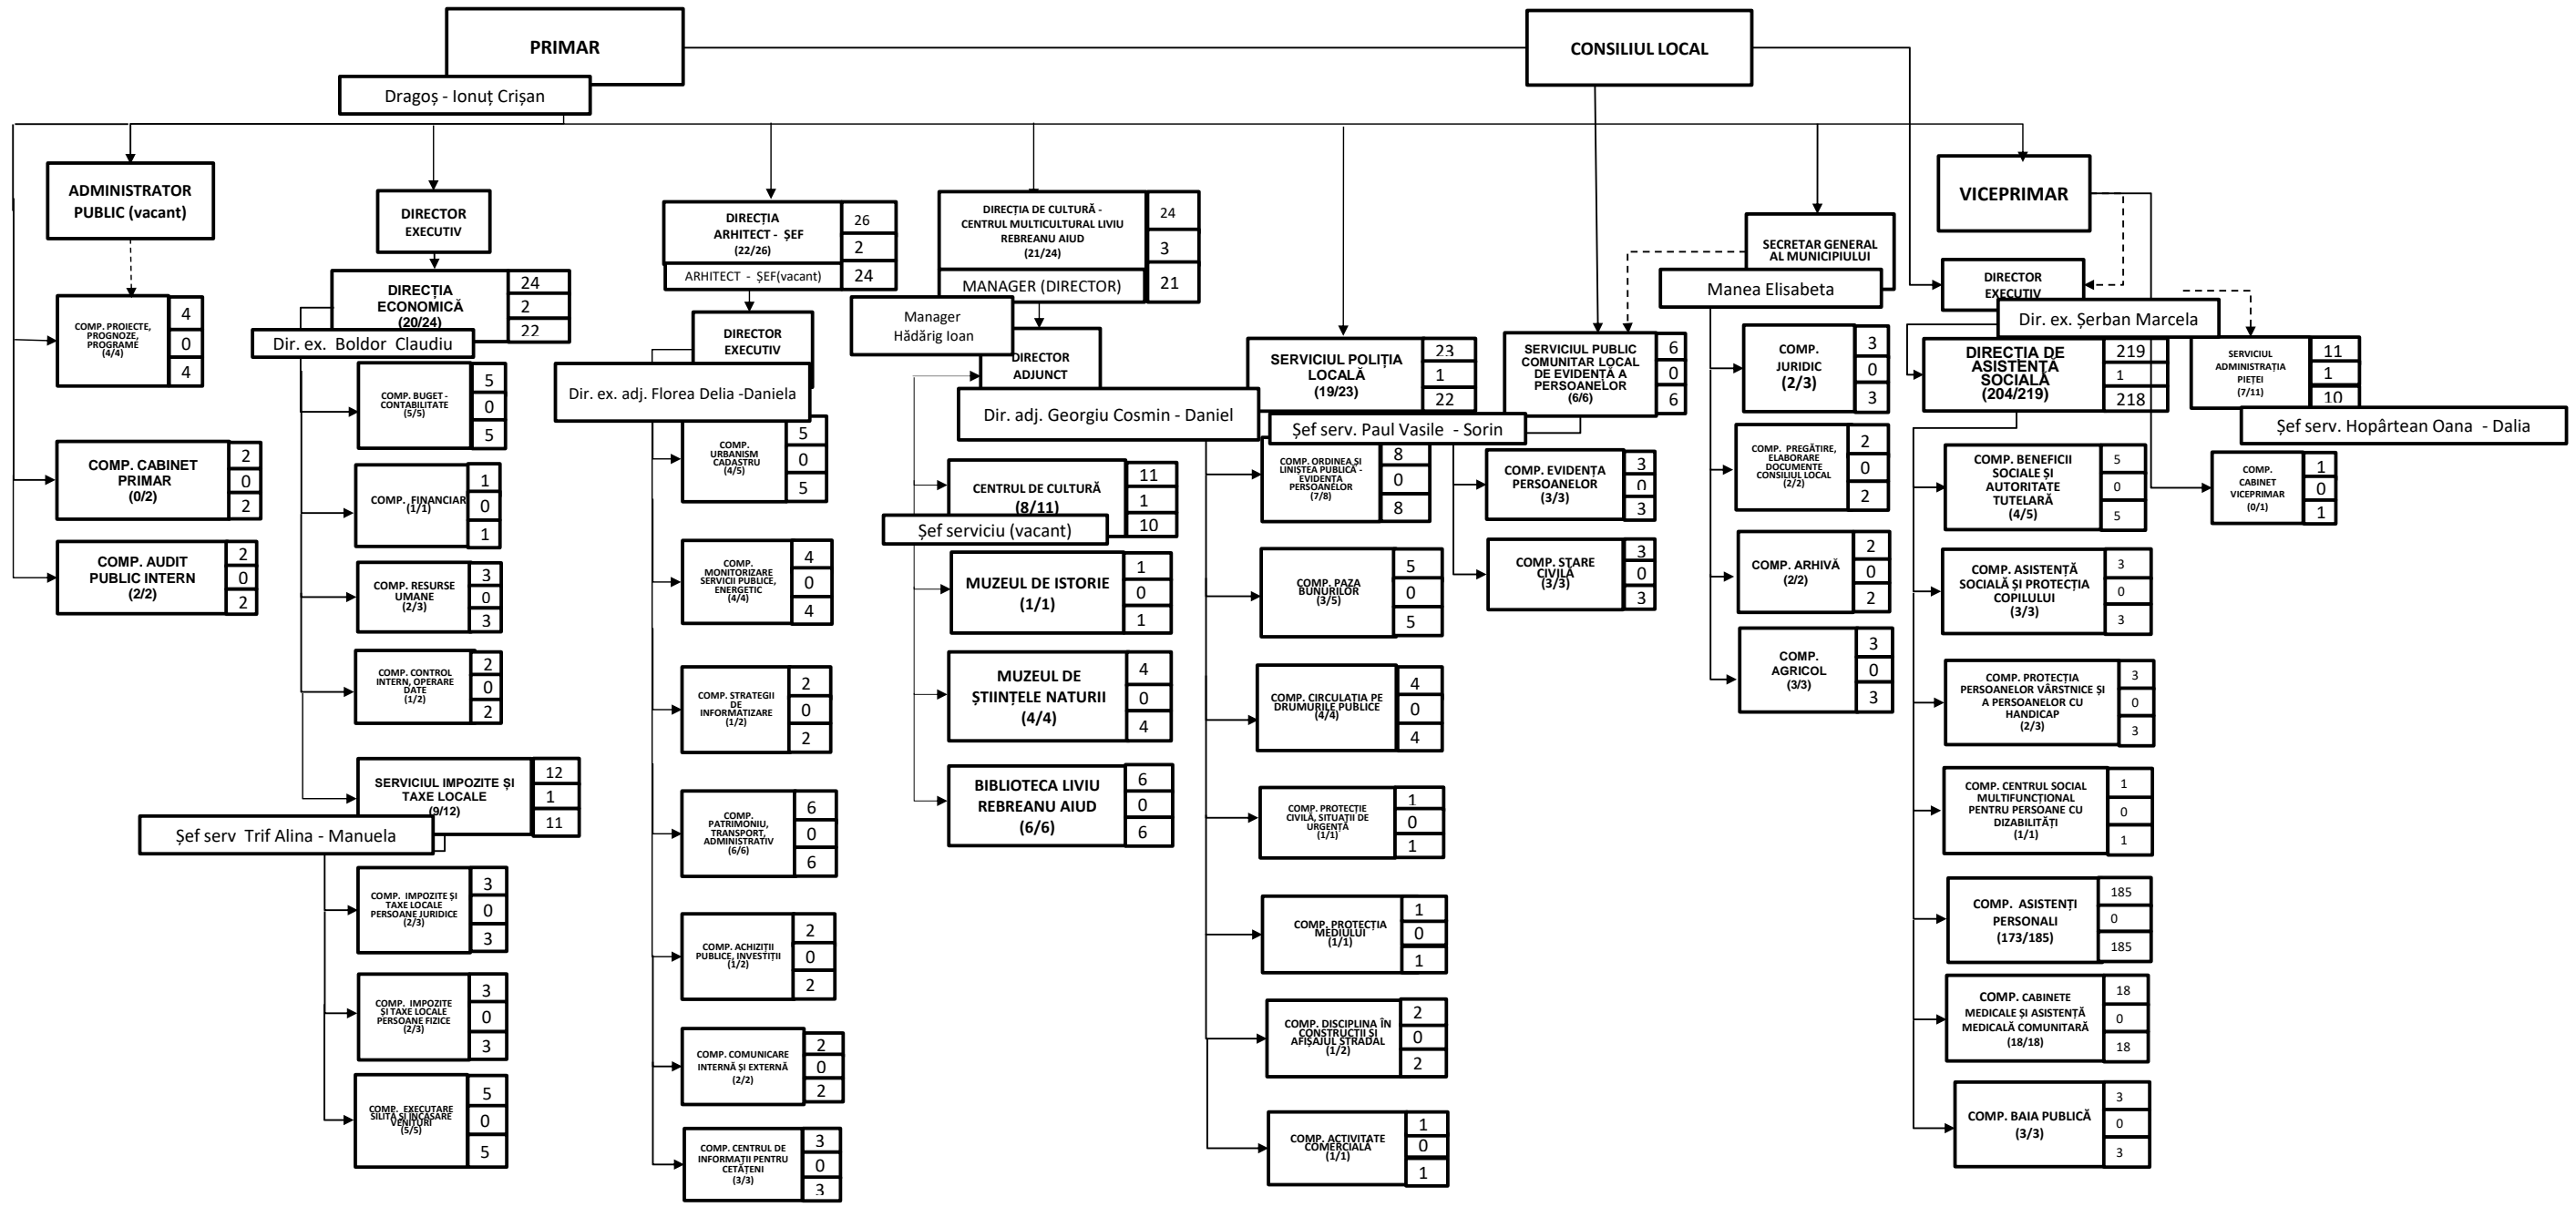 PRIMAR
Dragoș - Ionuț Crișan
CONSILIUL LOCAL
ADMINISTRATOR
PUBLIC (vacant)
COMP. PROIECTE,
PROGNOZE,
PROGRAME
(4/4)
4
0
4
COMP. CABINET
PRIMAR
(0/2)
2
0
2
COMP. AUDIT
PUBLIC INTERN
(2/2)
2
0
2
DIRECTOR
EXECUTIV
DIRECȚIA
ECONOMICĂ
(20/24)
24
2
22
Dir. ex. Boldor Claudiu
COMP. BUGET -
CONTABILITATE
(5/5)
5
0
5
COMP. FINANCIAR
(1/1)
1
0
1
COMP. RESURSE
UMANE
(2/3)
3
0
3
COMP. CONTROL
INTERN, OPERARE
DATE
(1/2)
2
0
2
SERVICIUL IMPOZITE ȘI
TAXE LOCALE
(9/12)
12
1
11
Șef serv Trif Alina - Manuela
COMP. IMPOZITE ȘI
TAXE LOCALE
PERSOANE JURIDICE
(2/3)
3
0
3
COMP. IMPOZITE
ȘI TAXE LOCALE
PERSOANE FIZICE
(2/3)
3
0
3
COMP. EXECUTARE
SILITĂ ȘI ÎNCASARE
VENITURI
(5/5)
5
0
5
DIRECȚIA
ARHITECT - ȘEF
(22/26)
26
2
24
ARHITECT - ȘEF(vacant)
DIRECTOR
EXECUTIV
Dir. ex. adj. Florea Delia -Daniela
COMP.
URBANISM
CADASTRU
(4/5)
5
0
5
COMP.
MONITORIZARE
SERVICII PUBLICE,
ENERGETIC
(4/4)
4
0
4
COMP. STRATEGII
DE
INFORMATIZARE
(1/2)
2
0
2
COMP.
PATRIMONIU,
TRANSPORT,
ADMINISTRATIV
(6/6)
6
0
6
COMP. ACHIZIȚII
PUBLICE, INVESTIȚII
(1/2)
2
0
2
COMP. COMUNICARE
INTERNĂ ȘI EXTERNĂ
(2/2)
2
0
2
COMP. CENTRUL DE
INFORMAȚII PENTRU
CETĂȚENI
(3/3)
3
0
3
DIRECȚIA DE CULTURĂ -
CENTRUL MULTICULTURAL LIVIU
REBREANU AIUD
(21/24)
24
3
21
MANAGER (DIRECTOR)
Manager
Hădărig Ioan
DIRECTOR
ADJUNCT
Dir. adj. Georgiu Cosmin - Daniel
CENTRUL DE CULTURĂ
(8/11)
11
1
10
Șef serviciu (vacant)
MUZEUL DE ISTORIE
(1/1)
1
0
1
MUZEUL DE
ȘTIINȚELE NATURII
(4/4)
4
0
4
BIBLIOTECA LIVIU
REBREANU AIUD
(6/6)
6
0
6
SERVICIUL POLIȚIA
LOCALĂ
(19/23)
23
1
22
Șef serv. Paul Vasile - Sorin
COMP. ORDINEA ȘI
LINIȘTEA PUBLICĂ -
EVIDENȚA
PERSOANELOR
(7/8)
8
0
8
COMP. PAZA
BUNURILOR
(3/5)
5
0
5
COMP. CIRCULAȚIA PE
DRUMURILE PUBLICE
(4/4)
4
0
4
COMP. PROTECȚIE
CIVILĂ, SITUAȚII DE
URGENȚĂ
(1/1)
1
0
1
COMP. PROTECȚIA
MEDIULUI
(1/1)
1
0
1
COMP. DISCIPLINA ÎN
CONSTRUCȚII ȘI
AFIȘAJUL STRADAL
(1/2)
2
0
2
COMP. ACTIVITATE
COMERCIALĂ
(1/1)
1
0
1
SERVICIUL PUBLIC
COMUNITAR LOCAL
DE EVIDENȚĂ A
PERSOANELOR
(6/6)
6
0
6
COMP. EVIDENȚA
PERSOANELOR
(3/3)
3
0
3
COMP. STARE
CIVILĂ
(3/3)
3
0
3
SECRETAR GENERAL
AL MUNICIPIULUI
Manea Elisabeta
COMP.
JURIDIC
(2/3)
3
0
3
COMP. PREGĂTIRE,
ELABORARE
DOCUMENTE
CONSILIUL LOCAL
(2/2)
2
0
2
COMP. ARHIVĂ
(2/2)
2
0
2
COMP.
AGRICOL
(3/3)
3
0
3
VICEPRIMAR
DIRECTOR
EXECUTIV
Dir. ex. Șerban Marcela
DIRECȚIA DE
ASISTENȚĂ
SOCIALĂ
(204/219)
219
1
218
COMP. BENEFICII
SOCIALE ȘI
AUTORITATE
TUTELARĂ
(4/5)
5
0
5
COMP. ASISTENȚĂ
SOCIALĂ ȘI PROTECȚIA
COPILULUI
(3/3)
3
0
3
COMP. PROTECȚIA
PERSOANELOR VÂRSTNICE ȘI
A PERSOANELOR CU
HANDICAP
(2/3)
3
0
3
COMP. CENTRUL SOCIAL
MULTIFUNCȚIONAL
PENTRU PERSOANE CU
DIZABILITĂȚI
(1/1)
1
0
1
COMP. ASISTENȚI
PERSONALI
(173/185)
185
0
185
COMP. CABINETE
MEDICALE ȘI ASISTENȚĂ
MEDICALĂ COMUNITARĂ
(18/18)
18
0
18
COMP. BAIA PUBLICĂ
(3/3)
3
0
3
SERVICIUL
ADMINISTRAȚIA
PIEȚEI
(7/11)
11
1
10
Șef serv. Hopârtean Oana - Dalia
COMP.
CABINET
VICEPRIMAR
(0/1)
1
0
1